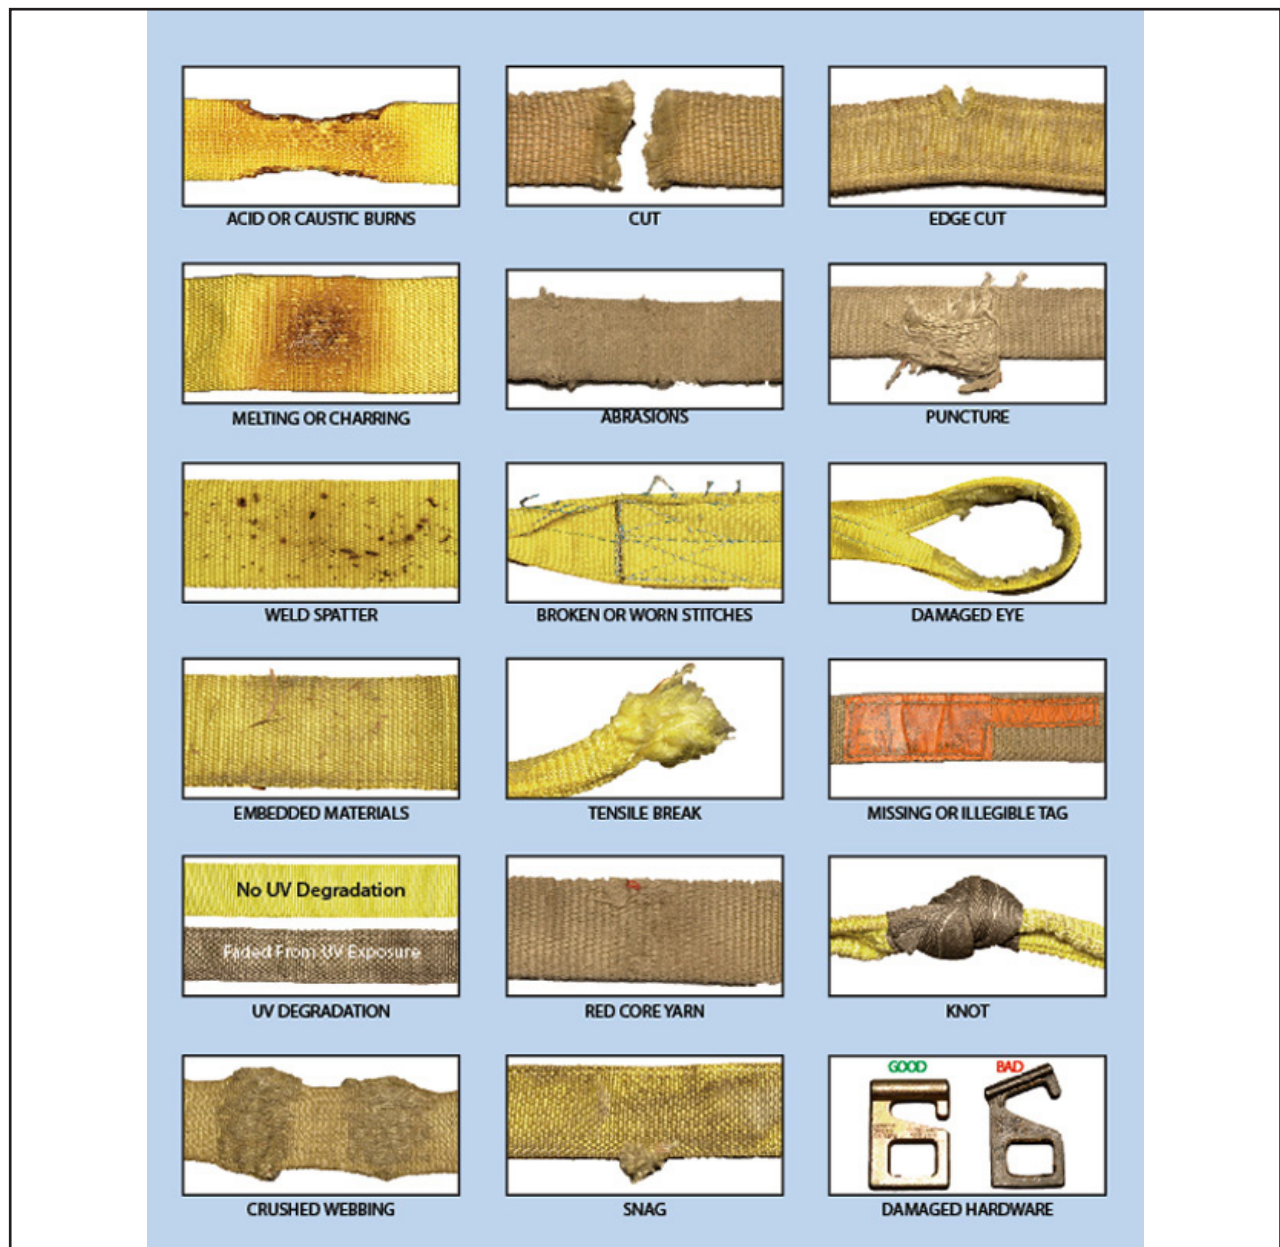 ACID OR CAUSTIC BURNS
CUT
EDGE CUT
MELTING OR CHARRING
ABRASIONS
PUNCTURE
WELD SPATTER
BROKEN OR WORN STITCHES
DAMAGED EYE
EMBEDDED MATERIALS
TENSILE BREAK
MISSING OR ILLEGIBLE TAG
No UV Degradation
Faded From UV Exposure
UV DEGRADATION
RED CORE YARN
KNOT
CRUSHED WEBBING
SNAG
GOOD
BAD
DAMAGED HARDWARE